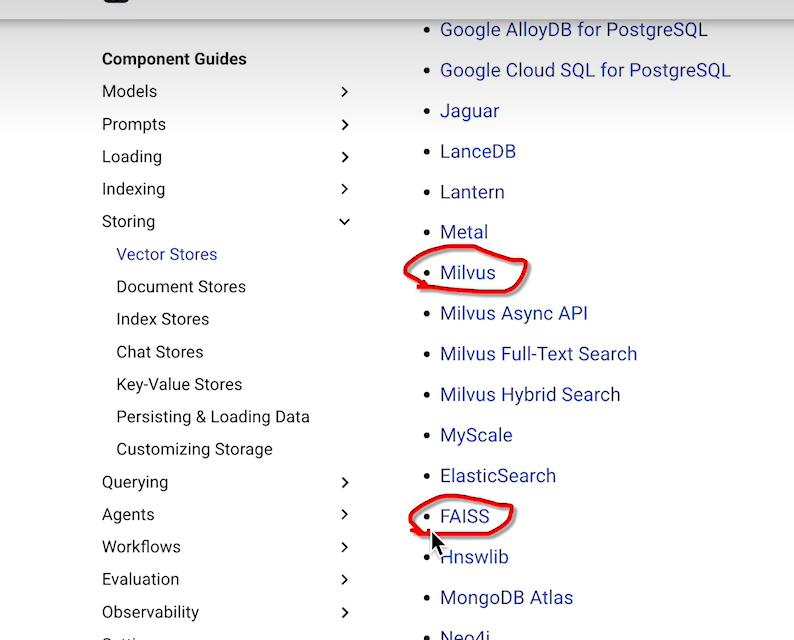 Component Guides
Models
Prompts
Loading
Indexing
Storing
Vector Stores
Document Stores
Index Stores
Chat Stores
Key-Value Stores
Persisting & Loading Data
Customizing Storage
Querying
Agents
Workflows
Evaluation
Observability
Google AlloyDB for PostgreSQL
Google Cloud SQL for PostgreSQL
Jaguar
LanceDB
Lantern
Metal
Milvus
Milvus Async API
Milvus Full-Text Search
Milvus Hybrid Search
MyScale
ElasticSearch
FAISS
Hnswlib
MongoDB Atlas
Neo4j